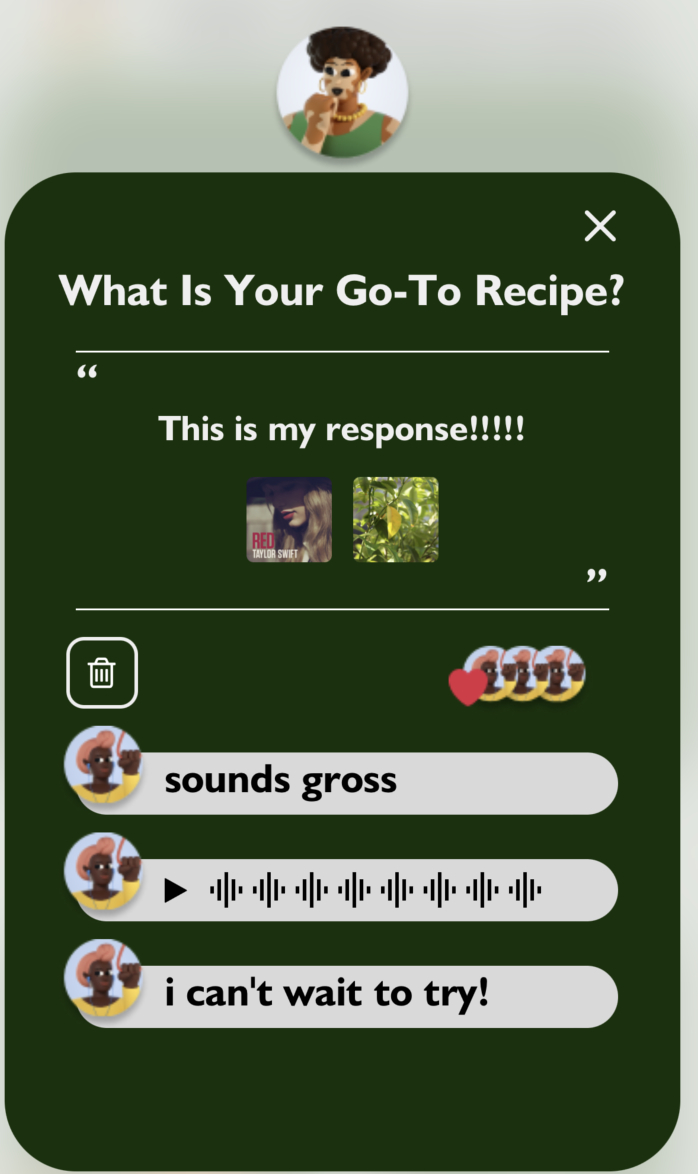 What Is Your Go-To Recipe?
“
This is my response!!!!!
RED
TAYLOR SWIFT
”
sounds gross
i can't wait to try!